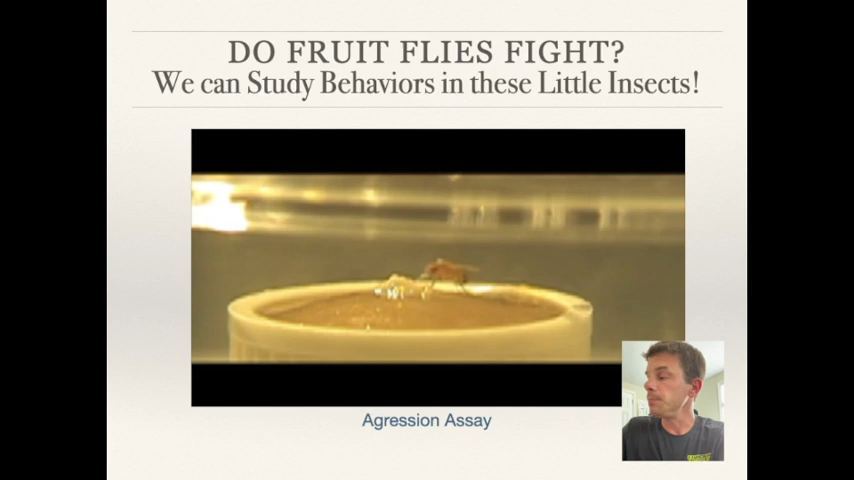 DO FRUIT FLIES FIGHT?
We can Study Behaviors in these Little Insects!
Agression Assay